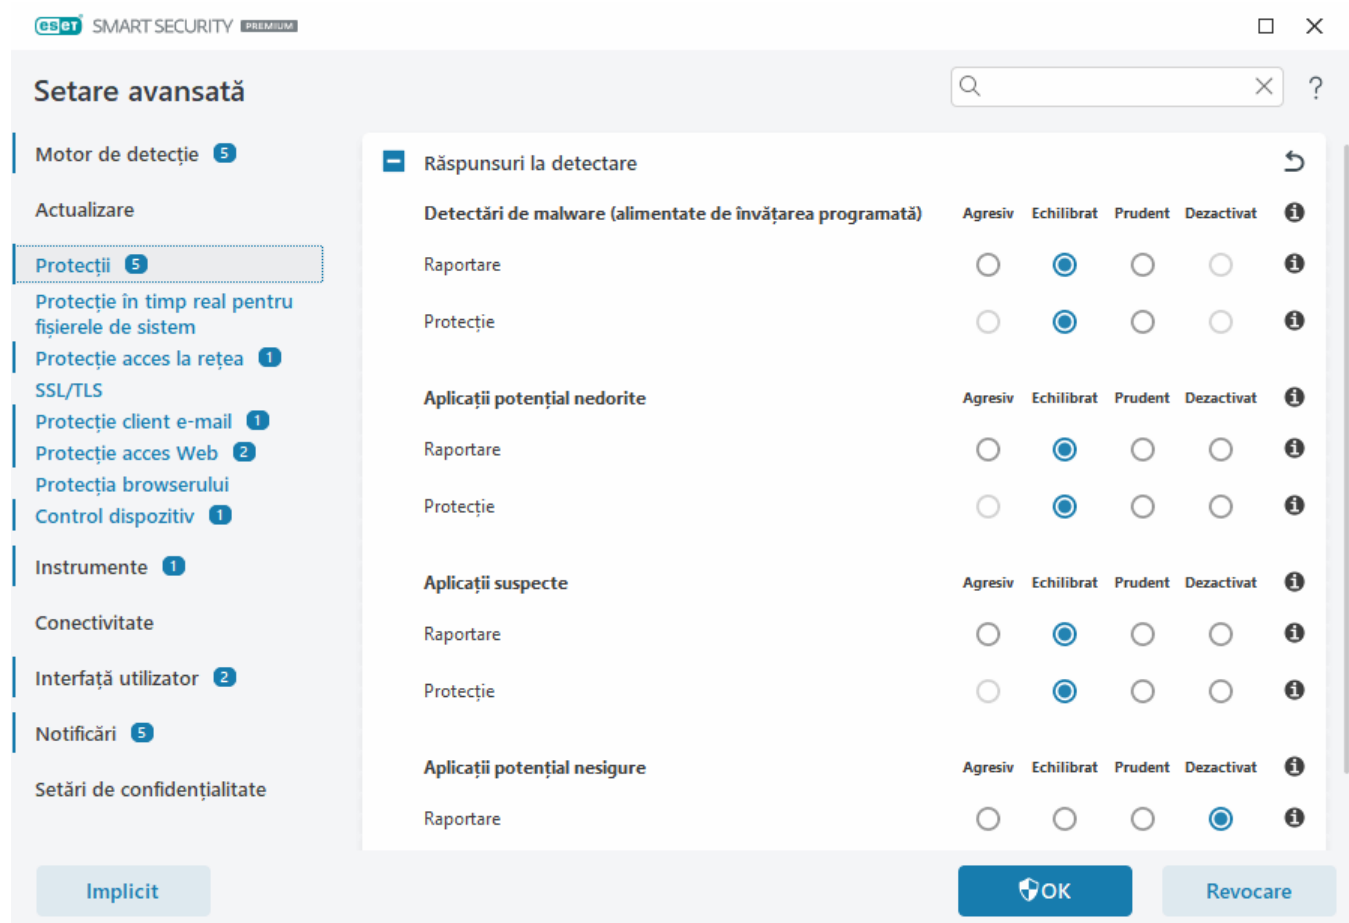 eset SMART SECURITY PREMIUM
Setare avansată
?
Motor de detecție 5
Actualizare
Protecții 5
Protecție în timp real pentru
fișierele de sistem
Protecție acces la rețea 1
SSL/TLS
Protecție client e-mail 1
Protecție acces Web 2
Protecția browserului
Control dispozitiv 1
Instrumente 1
Conectivitate
Interfață utilizator 2
Notificări 5
Setări de confidențialitate
Răspunsuri la detectare
Detectări de malware (alimentate de învățarea programată) Agresiv Echilibrat Prudent Dezactivat
Raportare
Protecție
Aplicații potențial nedorite Agresiv Echilibrat Prudent Dezactivat
Raportare
Protecție
Aplicații suspecte Agresiv Echilibrat Prudent Dezactivat
Raportare
Protecție
Aplicații potențial nesigure Agresiv Echilibrat Prudent Dezactivat
Raportare
Implicit
OK
Revocare